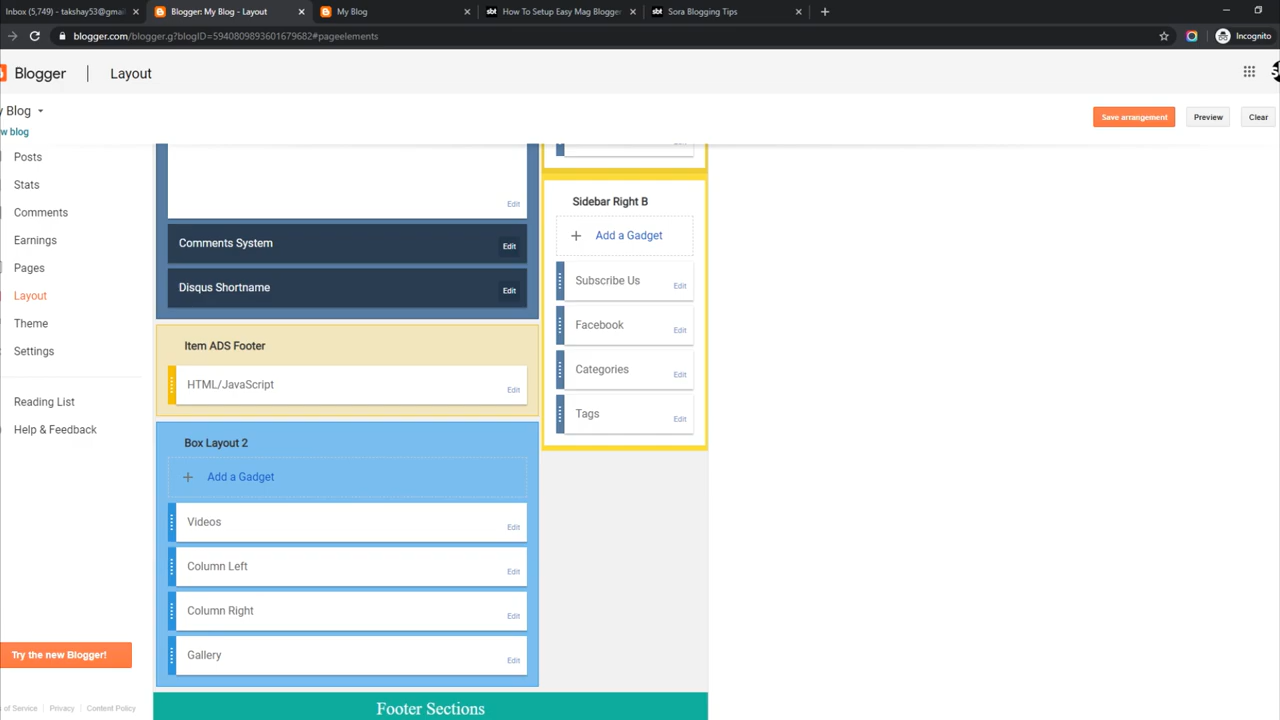 Inbox (5,749) - takshay53@gmail
Blogger: My Blog - Layout
My Blog
How To Setup Easy Mag Blogger
Sora Blogging Tips
blogger.com/blogger.g?blogID=5940809893601679682#pageelements
Incognito
Blogger
Layout
y Blog
w blog
Save arrangement
Preview
Clear
Posts
Stats
Comments
Earnings
Pages
Layout
Theme
Settings
Reading List
Help & Feedback
Try the new Blogger!
of Service
Privacy
Content Policy
Edit
Comments System
Edit
Disqus Shortname
Edit
Item ADS Footer
HTML/JavaScript
Edit
Box Layout 2
Add a Gadget
Videos
Edit
Column Left
Edit
Column Right
Edit
Gallery
Edit
Sidebar Right B
Add a Gadget
Subscribe Us
Edit
Facebook
Edit
Categories
Edit
Tags
Edit
Footer Sections